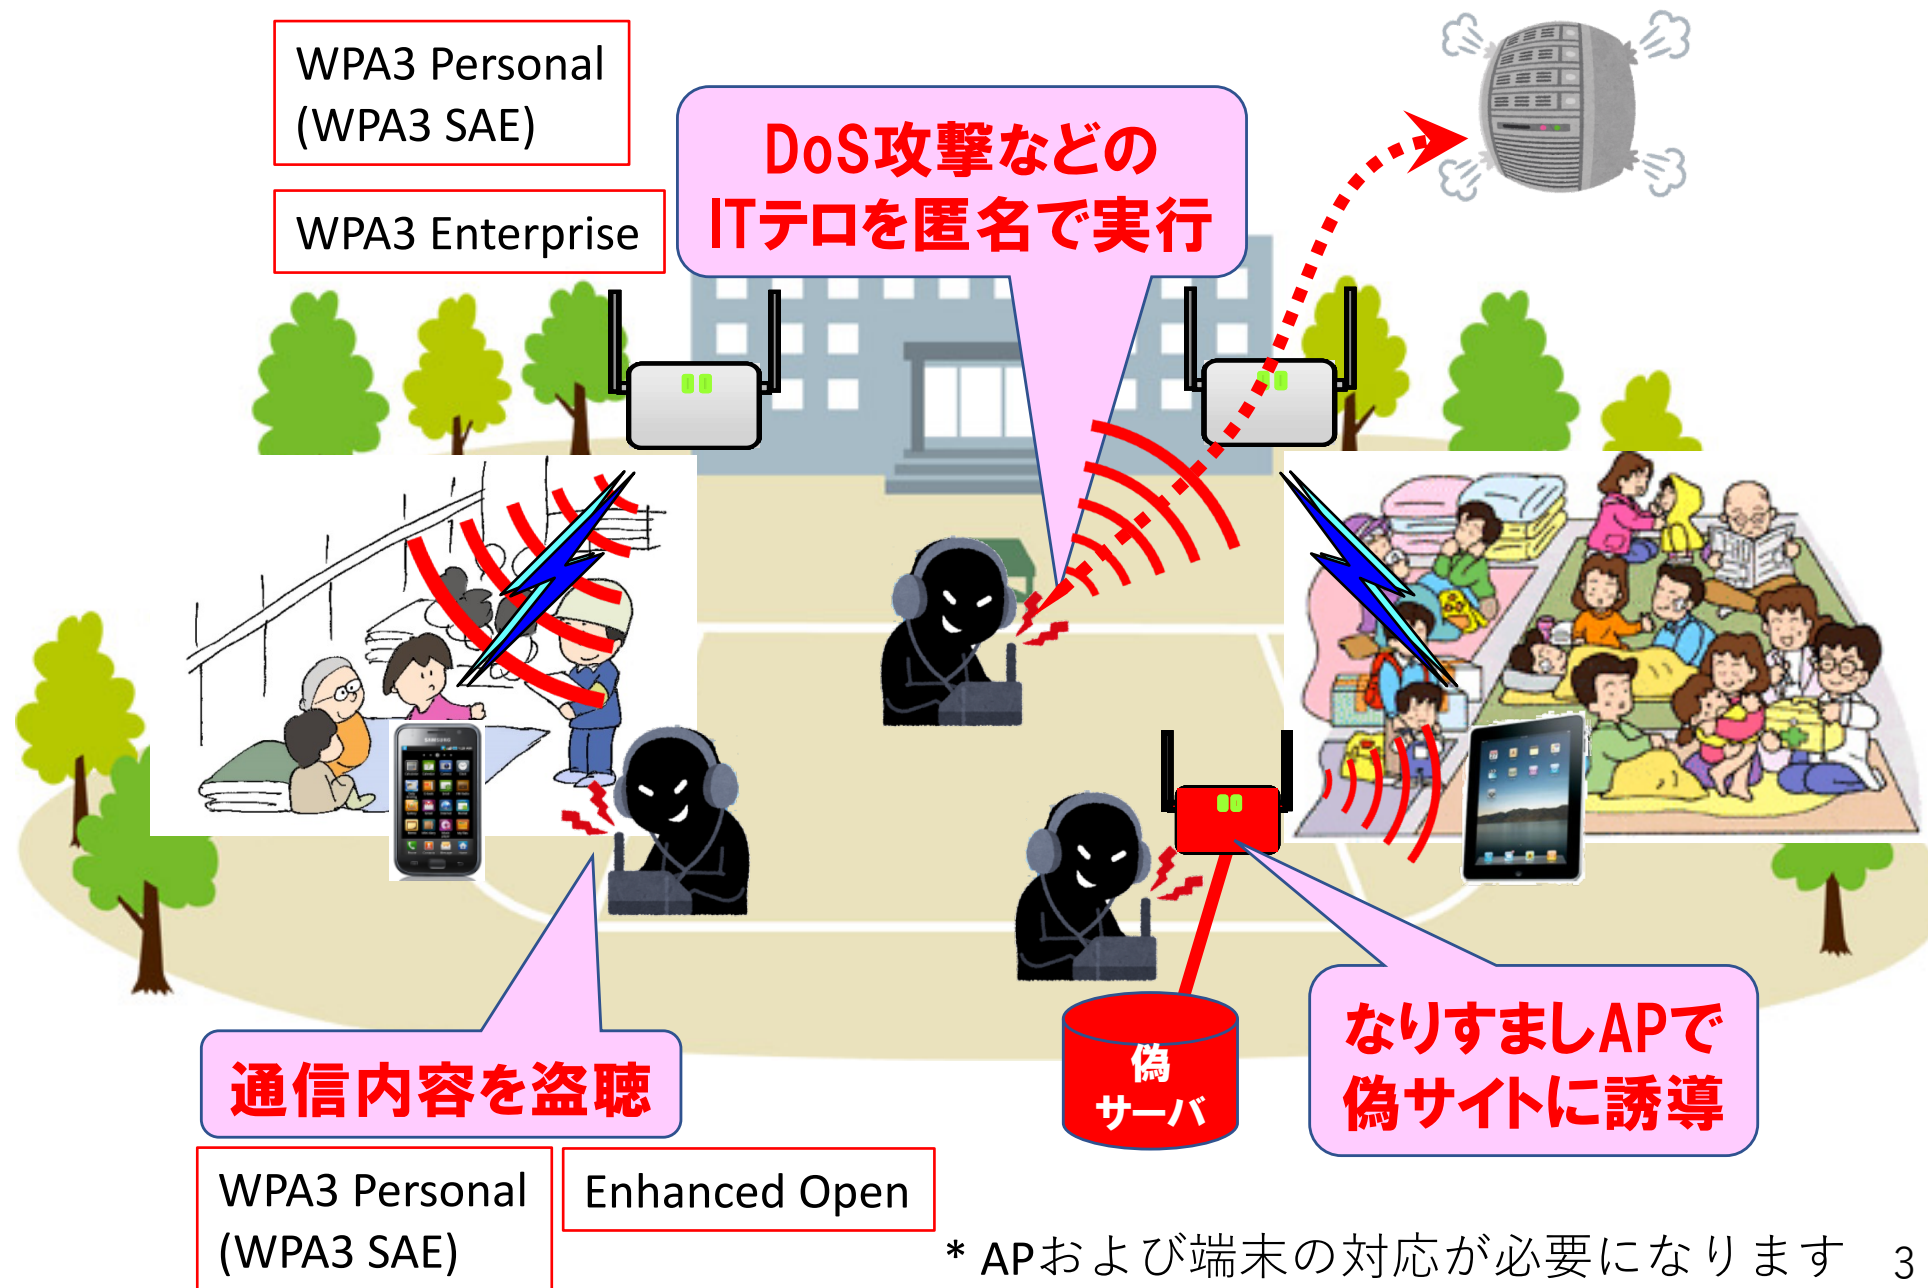 WPA3 Personal
(WPA3 SAE)
WPA3 Enterprise
DoS攻撃などの
ITテロを匿名で実行
通信内容を盗聴
偽
サーバ
なりすましAPで
偽サイトに誘導
WPA3 Personal
(WPA3 SAE)
Enhanced Open
* APおよび端末の対応が必要になります
3